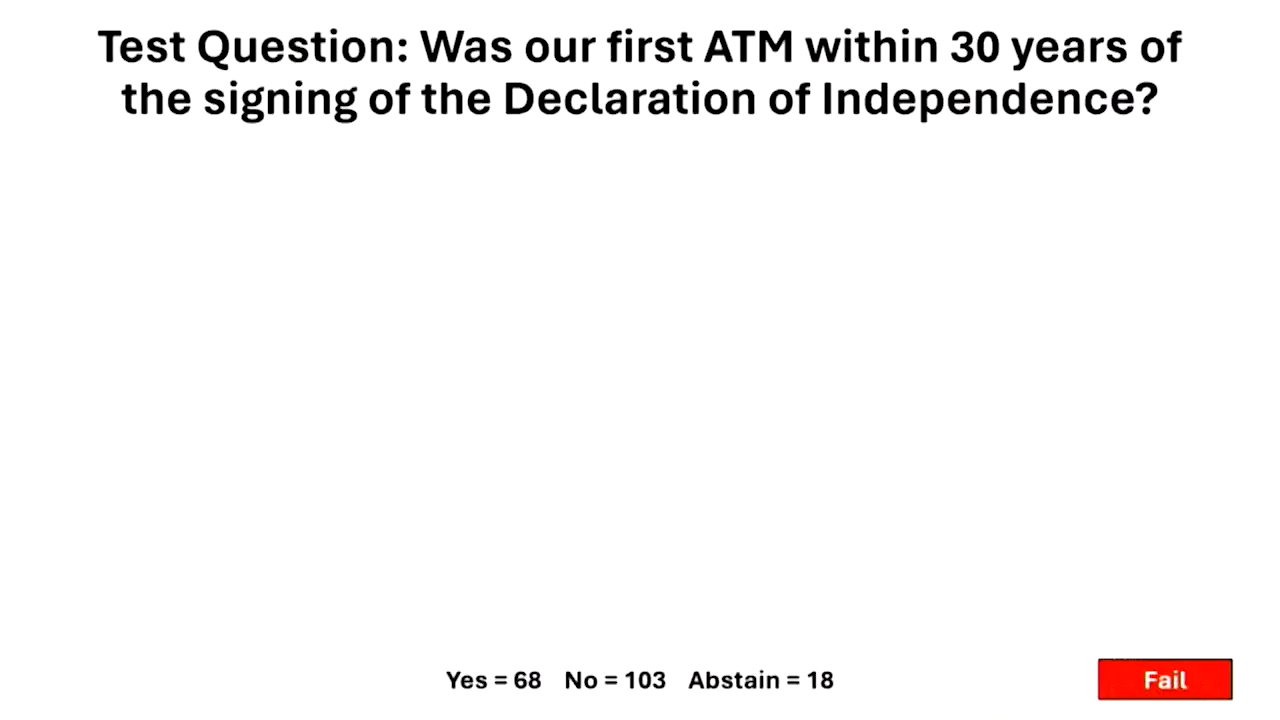 Test Question: Was our first ATM within 30 years of
the signing of the Declaration of Independence?
Yes = 68 No = 103 Abstain = 18
Fail